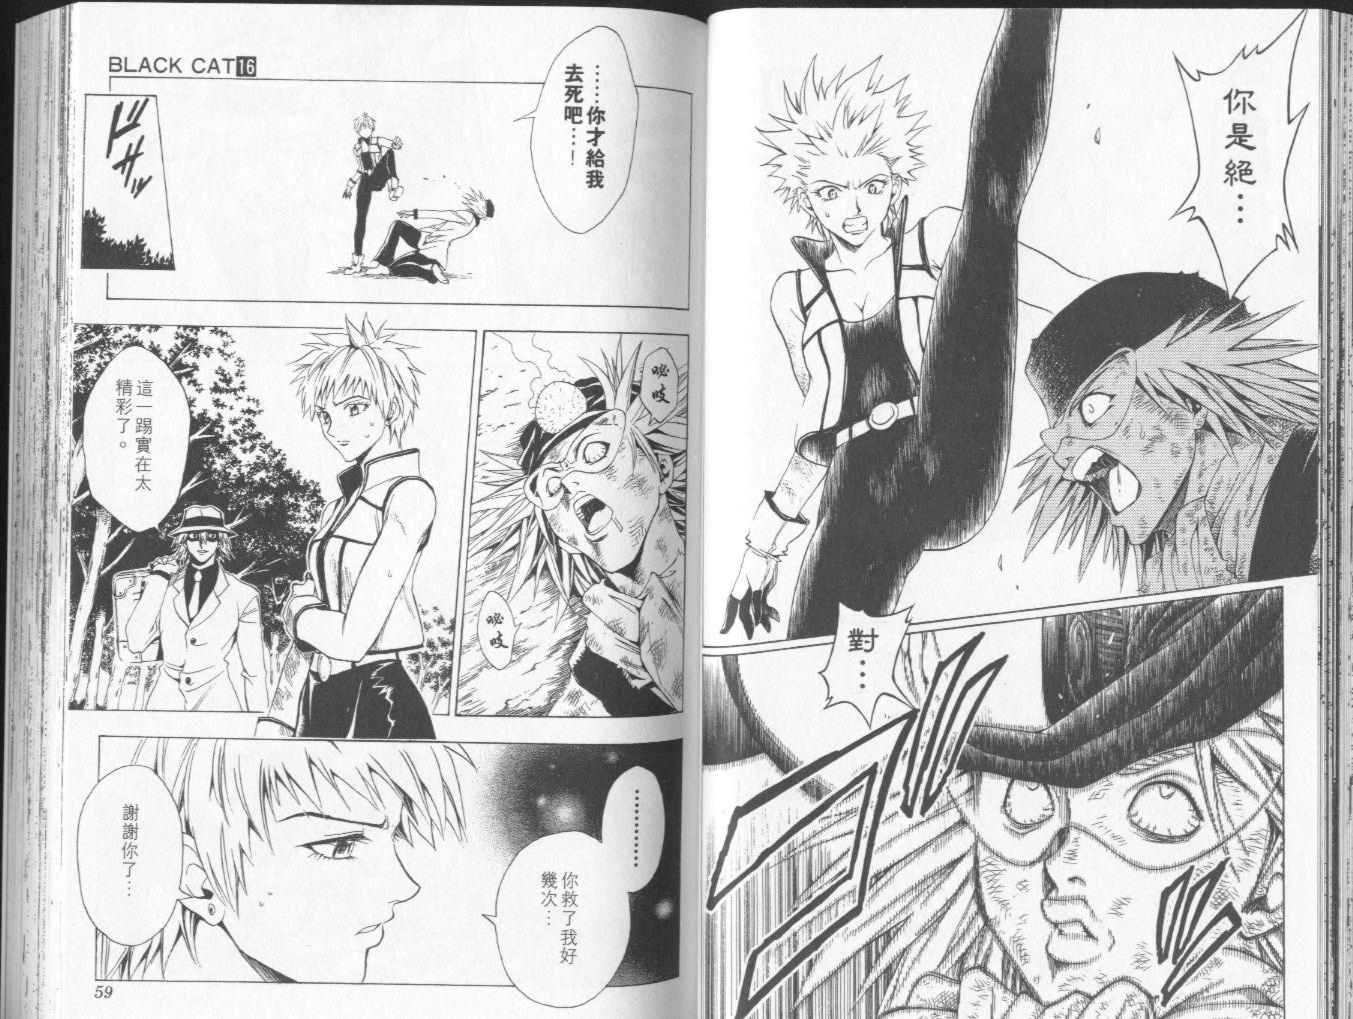 你是絕…
對…
BLACK CAT 16
……你才給我
去死吧…！
ドサッ
咇吱
咇吱
這一踢實在太
精彩了。
…………
你救了我好
幾次…
謝謝你了…
59